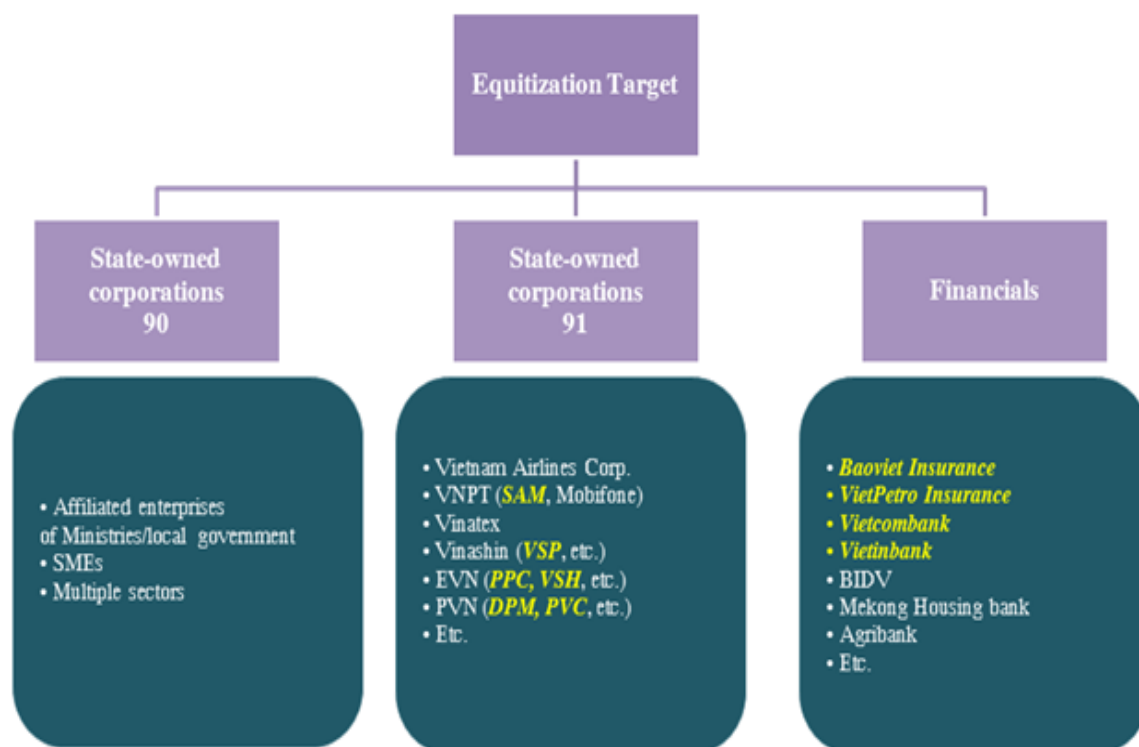 Equitization Target
State-owned
corporations
90
State-owned
corporations
91
Financials
• Affiliated enterprises
of Ministries/local government
• SMEs
• Multiple sectors
• Vietnam Airlines Corp.
• VNPT (SAM, Mobifone)
• Vinatex
• Vinashin (VSP, etc.)
• EVN (PPC, VSH, etc.)
• PVN (DPM, PVC, etc.)
• Etc.
• Baoviet Insurance
• VietPetro Insurance
• Vietcombank
• Vietinbank
• BIDV
• Mekong Housing bank
• Agribank
• Etc.